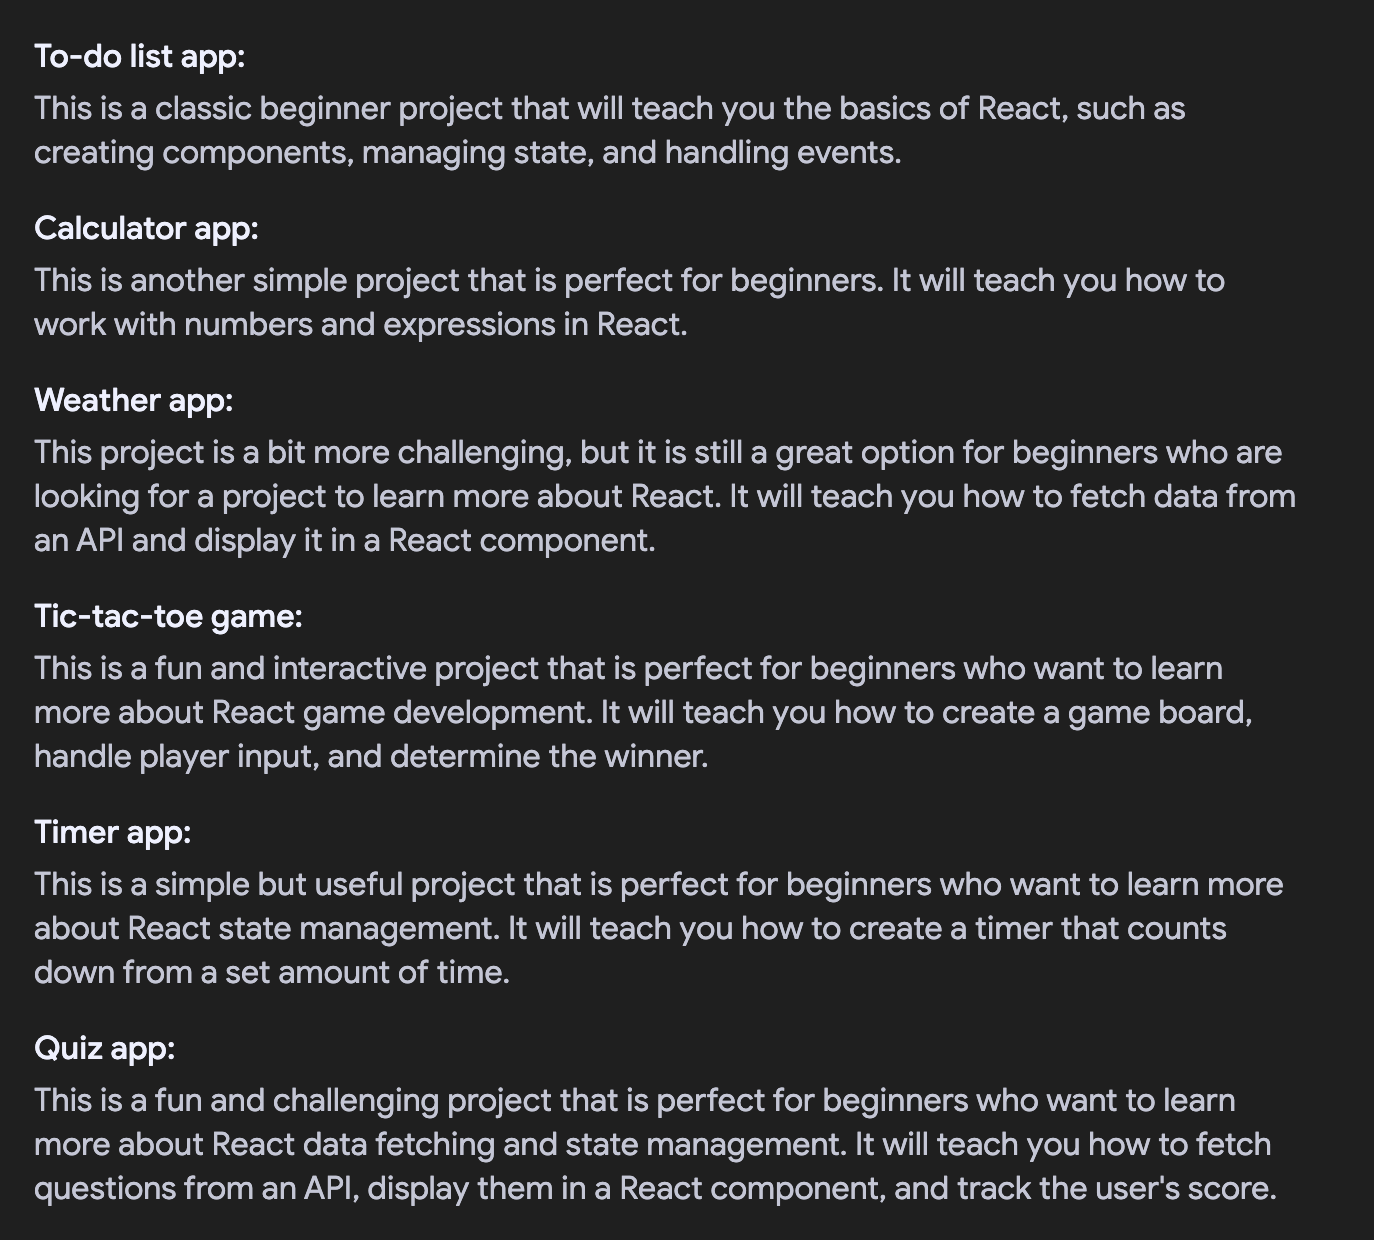 To-do list app:
This is a classic beginner project that will teach you the basics of React, such as
creating components, managing state, and handling events.
Calculator app:
This is another simple project that is perfect for beginners. It will teach you how to
work with numbers and expressions in React.
Weather app:
This project is a bit more challenging, but it is still a great option for beginners who are
looking for a project to learn more about React. It will teach you how to fetch data from
an API and display it in a React component.
Tic-tac-toe game:
This is a fun and interactive project that is perfect for beginners who want to learn
more about React game development. It will teach you how to create a game board,
handle player input, and determine the winner.
Timer app:
This is a simple but useful project that is perfect for beginners who want to learn more
about React state management. It will teach you how to create a timer that counts
down from a set amount of time.
Quiz app:
This is a fun and challenging project that is perfect for beginners who want to learn
more about React data fetching and state management. It will teach you how to fetch
questions from an API, display them in a React component, and track the user's score.